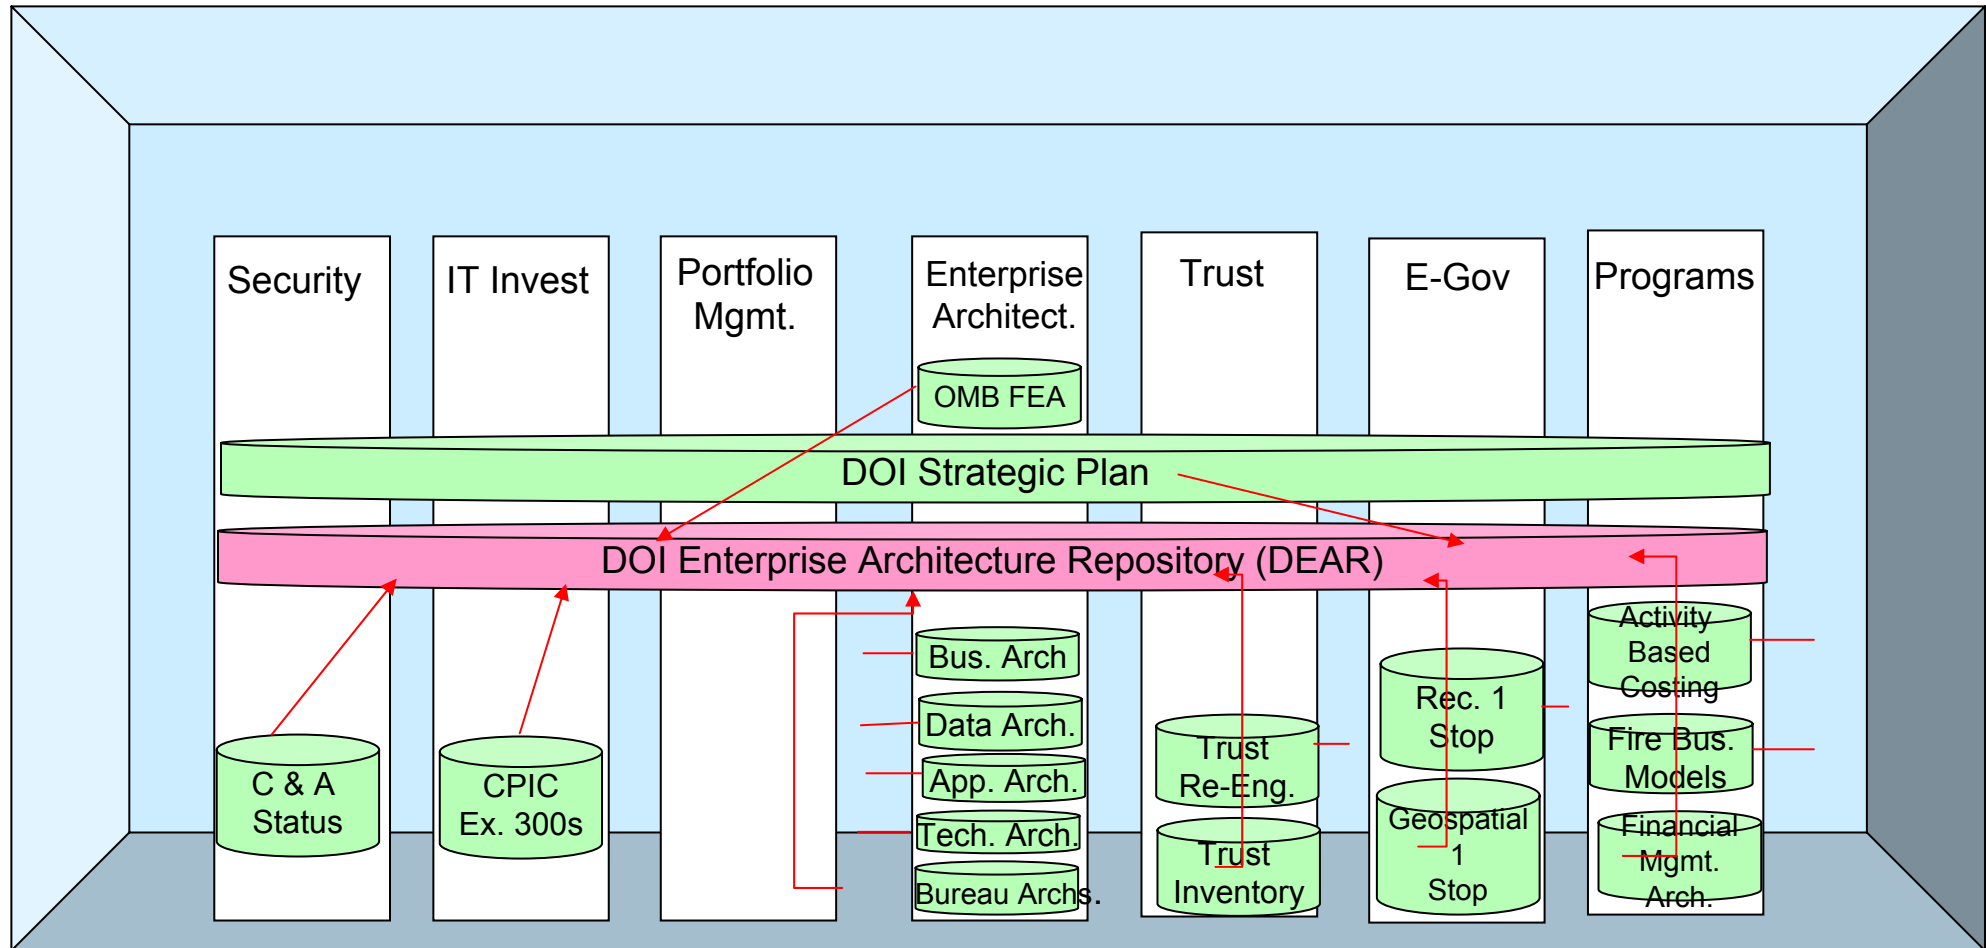 Security
IT Invest
Portfolio
Mgmt.
Enterprise
Architect.
Trust
E-Gov
Programs
OMB FEA
DOI Strategic Plan
DOI Enterprise Architecture Repository (DEAR)
C & A
Status
CPIC
Ex. 300s
Bus. Arch
Data Arch.
App. Arch.
Tech. Arch.
Bureau Archs.
Trust
Re-Eng.
Trust
Inventory
Rec. 1
Stop
Geospatial
1
Stop
Activity
Based
Costing
Fire Bus.
Models
Financial
Mgmt.
Arch.